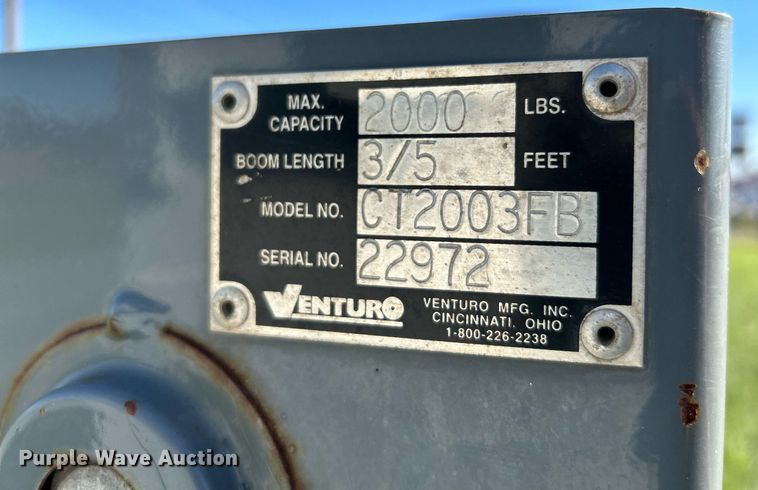 MAX. CAPACITY 2000 LBS.
BOOM LENGTH 3/5 FEET
MODEL NO. CT2003FB
SERIAL NO. 22972
VENTURO
VENTURO MFG. INC.
CINCINNATI, OHIO
1-800-226-2238
Purple Wave Auction